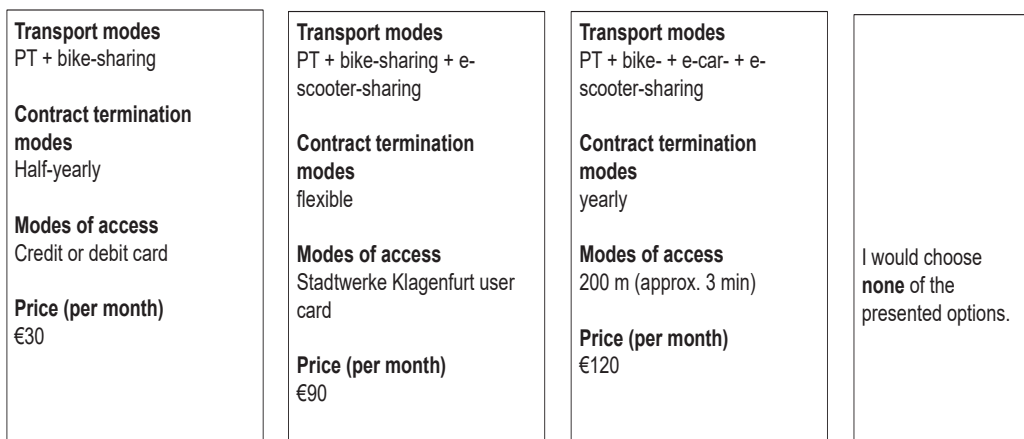 Transport modes
PT + bike-sharing
Contract termination
modes
Half-yearly
Modes of access
Credit or debit card
Price (per month)
€30
Transport modes
PT + bike-sharing + e-
scooter-sharing
Contract termination
modes
flexible
Modes of access
Stadtwerke Klagenfurt user
card
Price (per month)
€90
Transport modes
PT + bike- + e-car- + e-
scooter-sharing
Contract termination
modes
yearly
Modes of access
200 m (approx. 3 min)
Price (per month)
€120
I would choose
none of the
presented options.